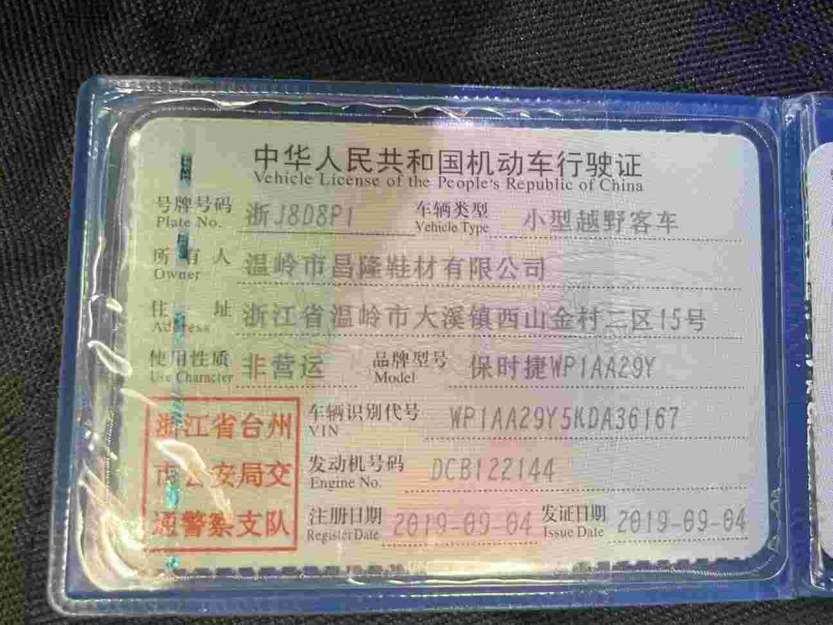 中华人民共和国机动车行驶证
Vehicle License of the People's Republic of China
号牌号码 浙J8D8P1 车辆类型 小型越野客车
Plate No. Vehicle Type
所有人 温岭市昌隆鞋材有限公司
Owner
住址 浙江省温岭市大溪镇西山金村二区15号
Address
使用性质 非营运 品牌型号 保时捷WP1AA29Y
Use Character Model
浙江省台州 车辆识别代号 WP1AA29Y5KDA36167
VIN
市公安局交 发动机号码 DCB122144
Engine No.
通警察支队 注册日期 2019-09-04 发证日期 2019-09-04
Register Date Issue Date